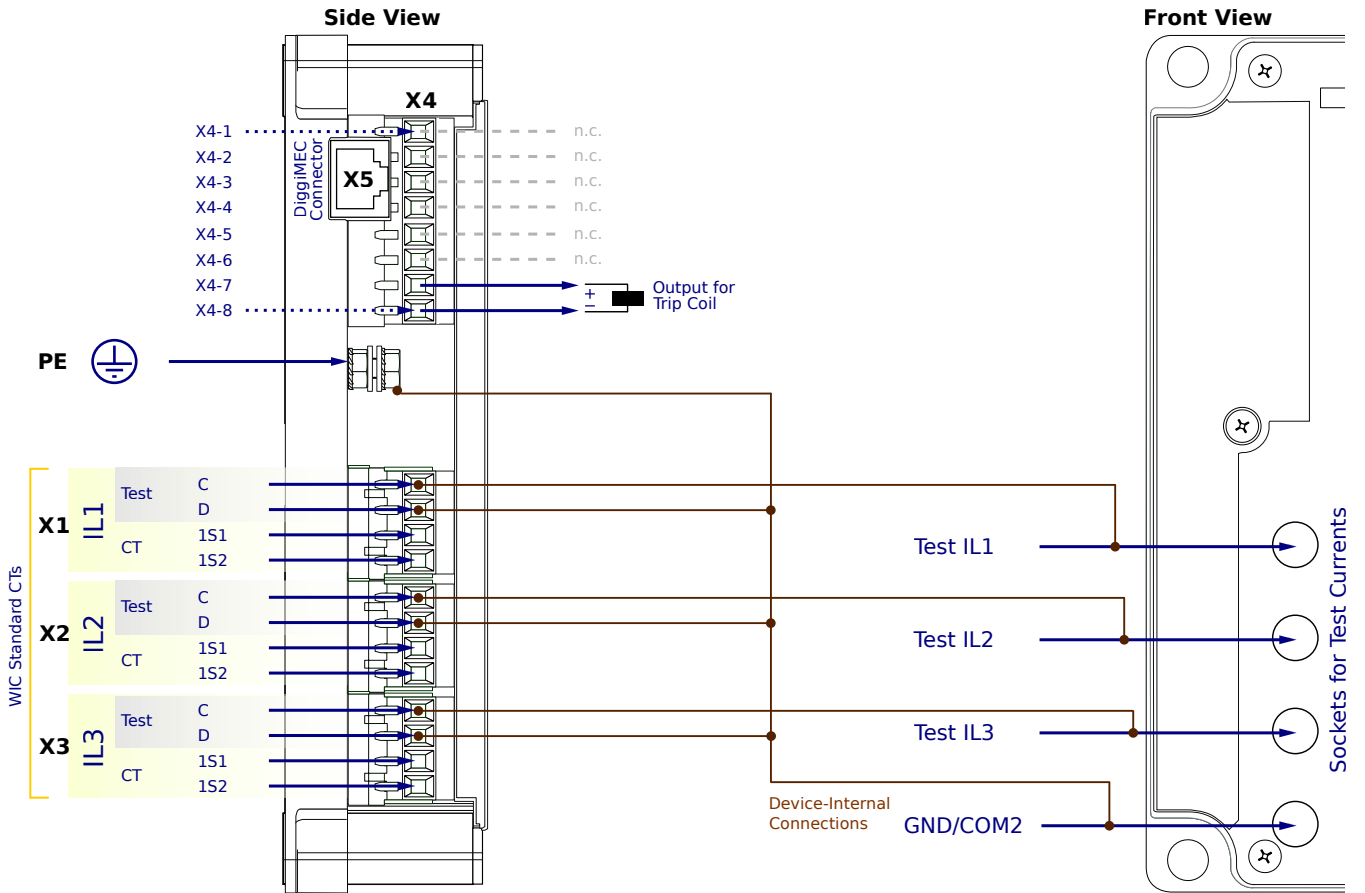 Side View
Front View
X4
X4-1
n.c.
X4-2
n.c.
X4-3
n.c.
X4-4
n.c.
X4-5
n.c.
X4-6
n.c.
X4-7
X4-8
DiggiMEC
Connector
X5
+
−
Output for
Trip Coil
PE
WIC Standard CTs
X1
IL1
Test
C
D
CT
1S1
1S2
X2
IL2
Test
C
D
CT
1S1
1S2
X3
IL3
Test
C
D
CT
1S1
1S2
Test IL1
Test IL2
Test IL3
Device-Internal
Connections
GND/COM2
Sockets for Test Currents